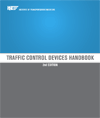 TRAFFIC CONTROL DEVICES HANDBOOK
2nd EDITION